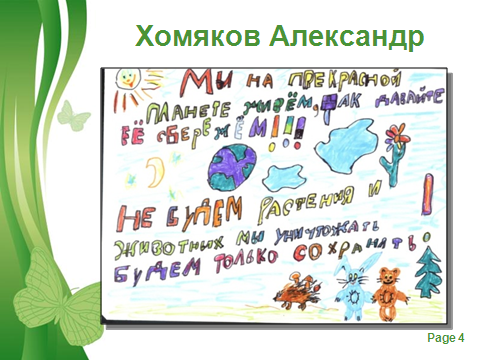 Хомяков Александр
Ми на прекрасной
планете живём, так давайте
её сбережём!!!
Не будем растения и
животных мы уничтожать
будем только сохранять!
Page 4